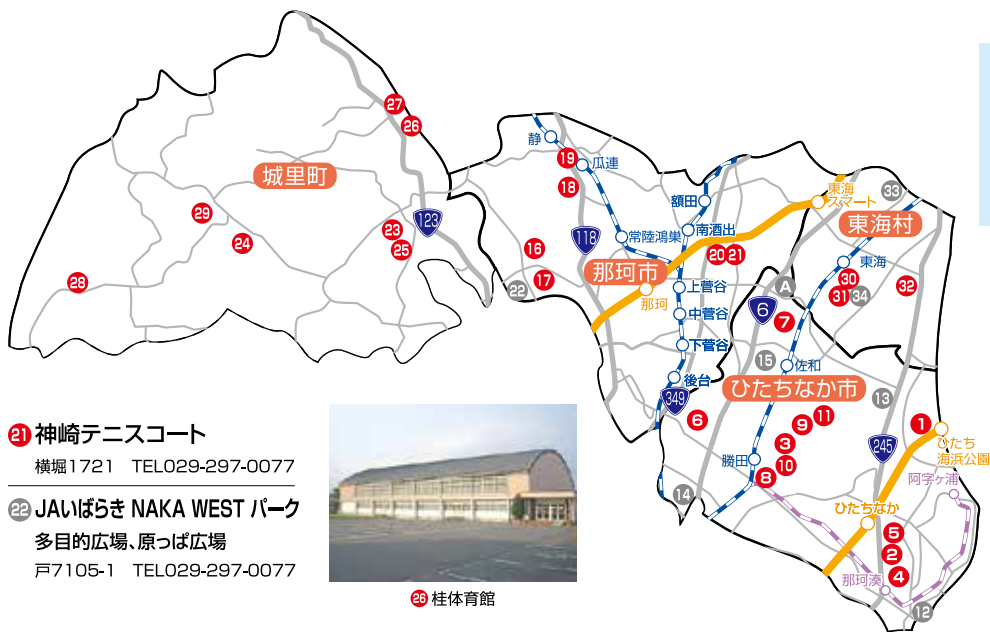 27
26
城里町
29
24
23
25
123
28
静
19
瓜連
18
額田
常陸鴻巣
南酒出
118
16
17
22
那珂市
那珂
20 21
上菅谷
中菅谷
下菅谷
後台
349
東海
スマート
33
東海村
東海
30
31 34
32
A
6
7
15
佐和
ひたちなか市
13
6
11
9
3
10
勝田
8
14
245
1
ひたち
海浜公園
阿字ヶ浦
ひたちなか
5
2
4
那珂湊
12
21 神崎テニスコート
横堀1721 TEL029-297-0077
22 JAいばらき NAKA WEST パーク
多目的広場、原っぱ広場
戸7105-1 TEL029-297-0077
26 桂体育館